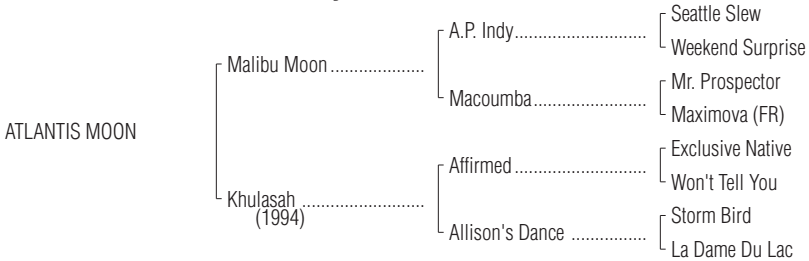 Seattle Slew
A.P. Indy..............................
Weekend Surprise
Malibu Moon.....................
Mr. Prospector
Macoumba..........................
Maximova (FR)
ATLANTIS MOON
Exclusive Native
Affirmed..............................
Won't Tell You
Khulasah ...........................
(1994)
Storm Bird
Allison's Dance .................
La Dame Du Lac